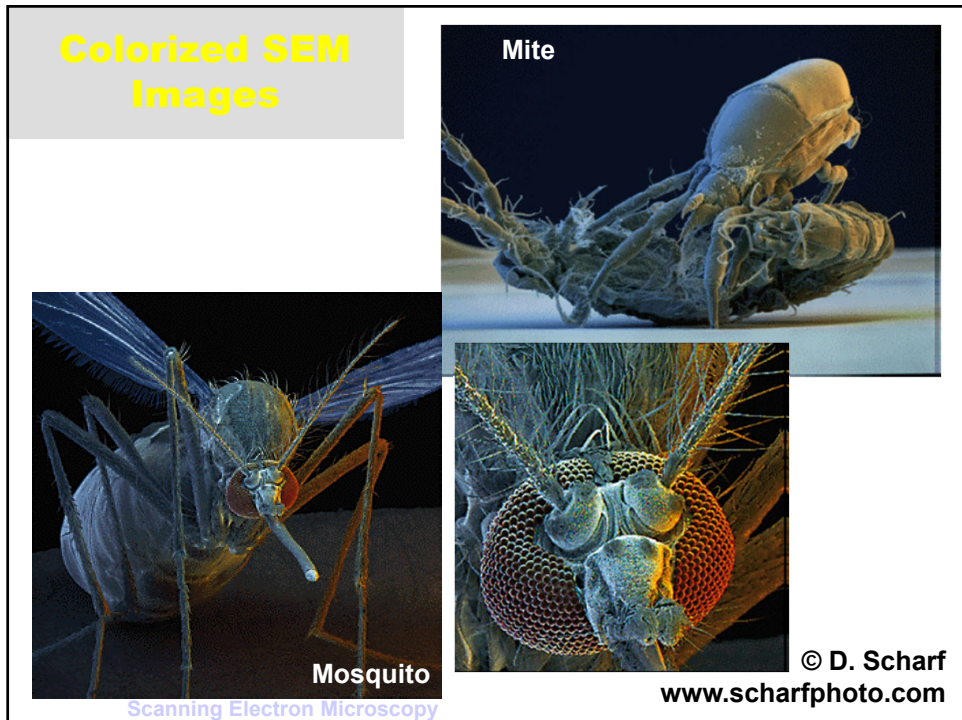 Colorized SEM
Images
Mite
Mosquito
© D. Scharf
www.scharfphoto.com
Scanning Electron Microscopy